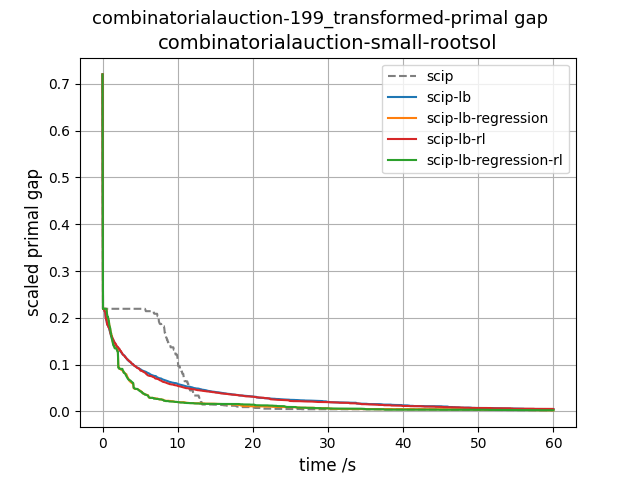 combinatorialauction-199_transformed-primal gap
combinatorialauction-small-rootsol
scip
scip-lb
scip-lb-regression
scip-lb-rl
scip-lb-regression-rl
scaled primal gap
0.7
0.6
0.5
0.4
0.3
0.2
0.1
0.0
0 10 20 30 40 50 60
time /s